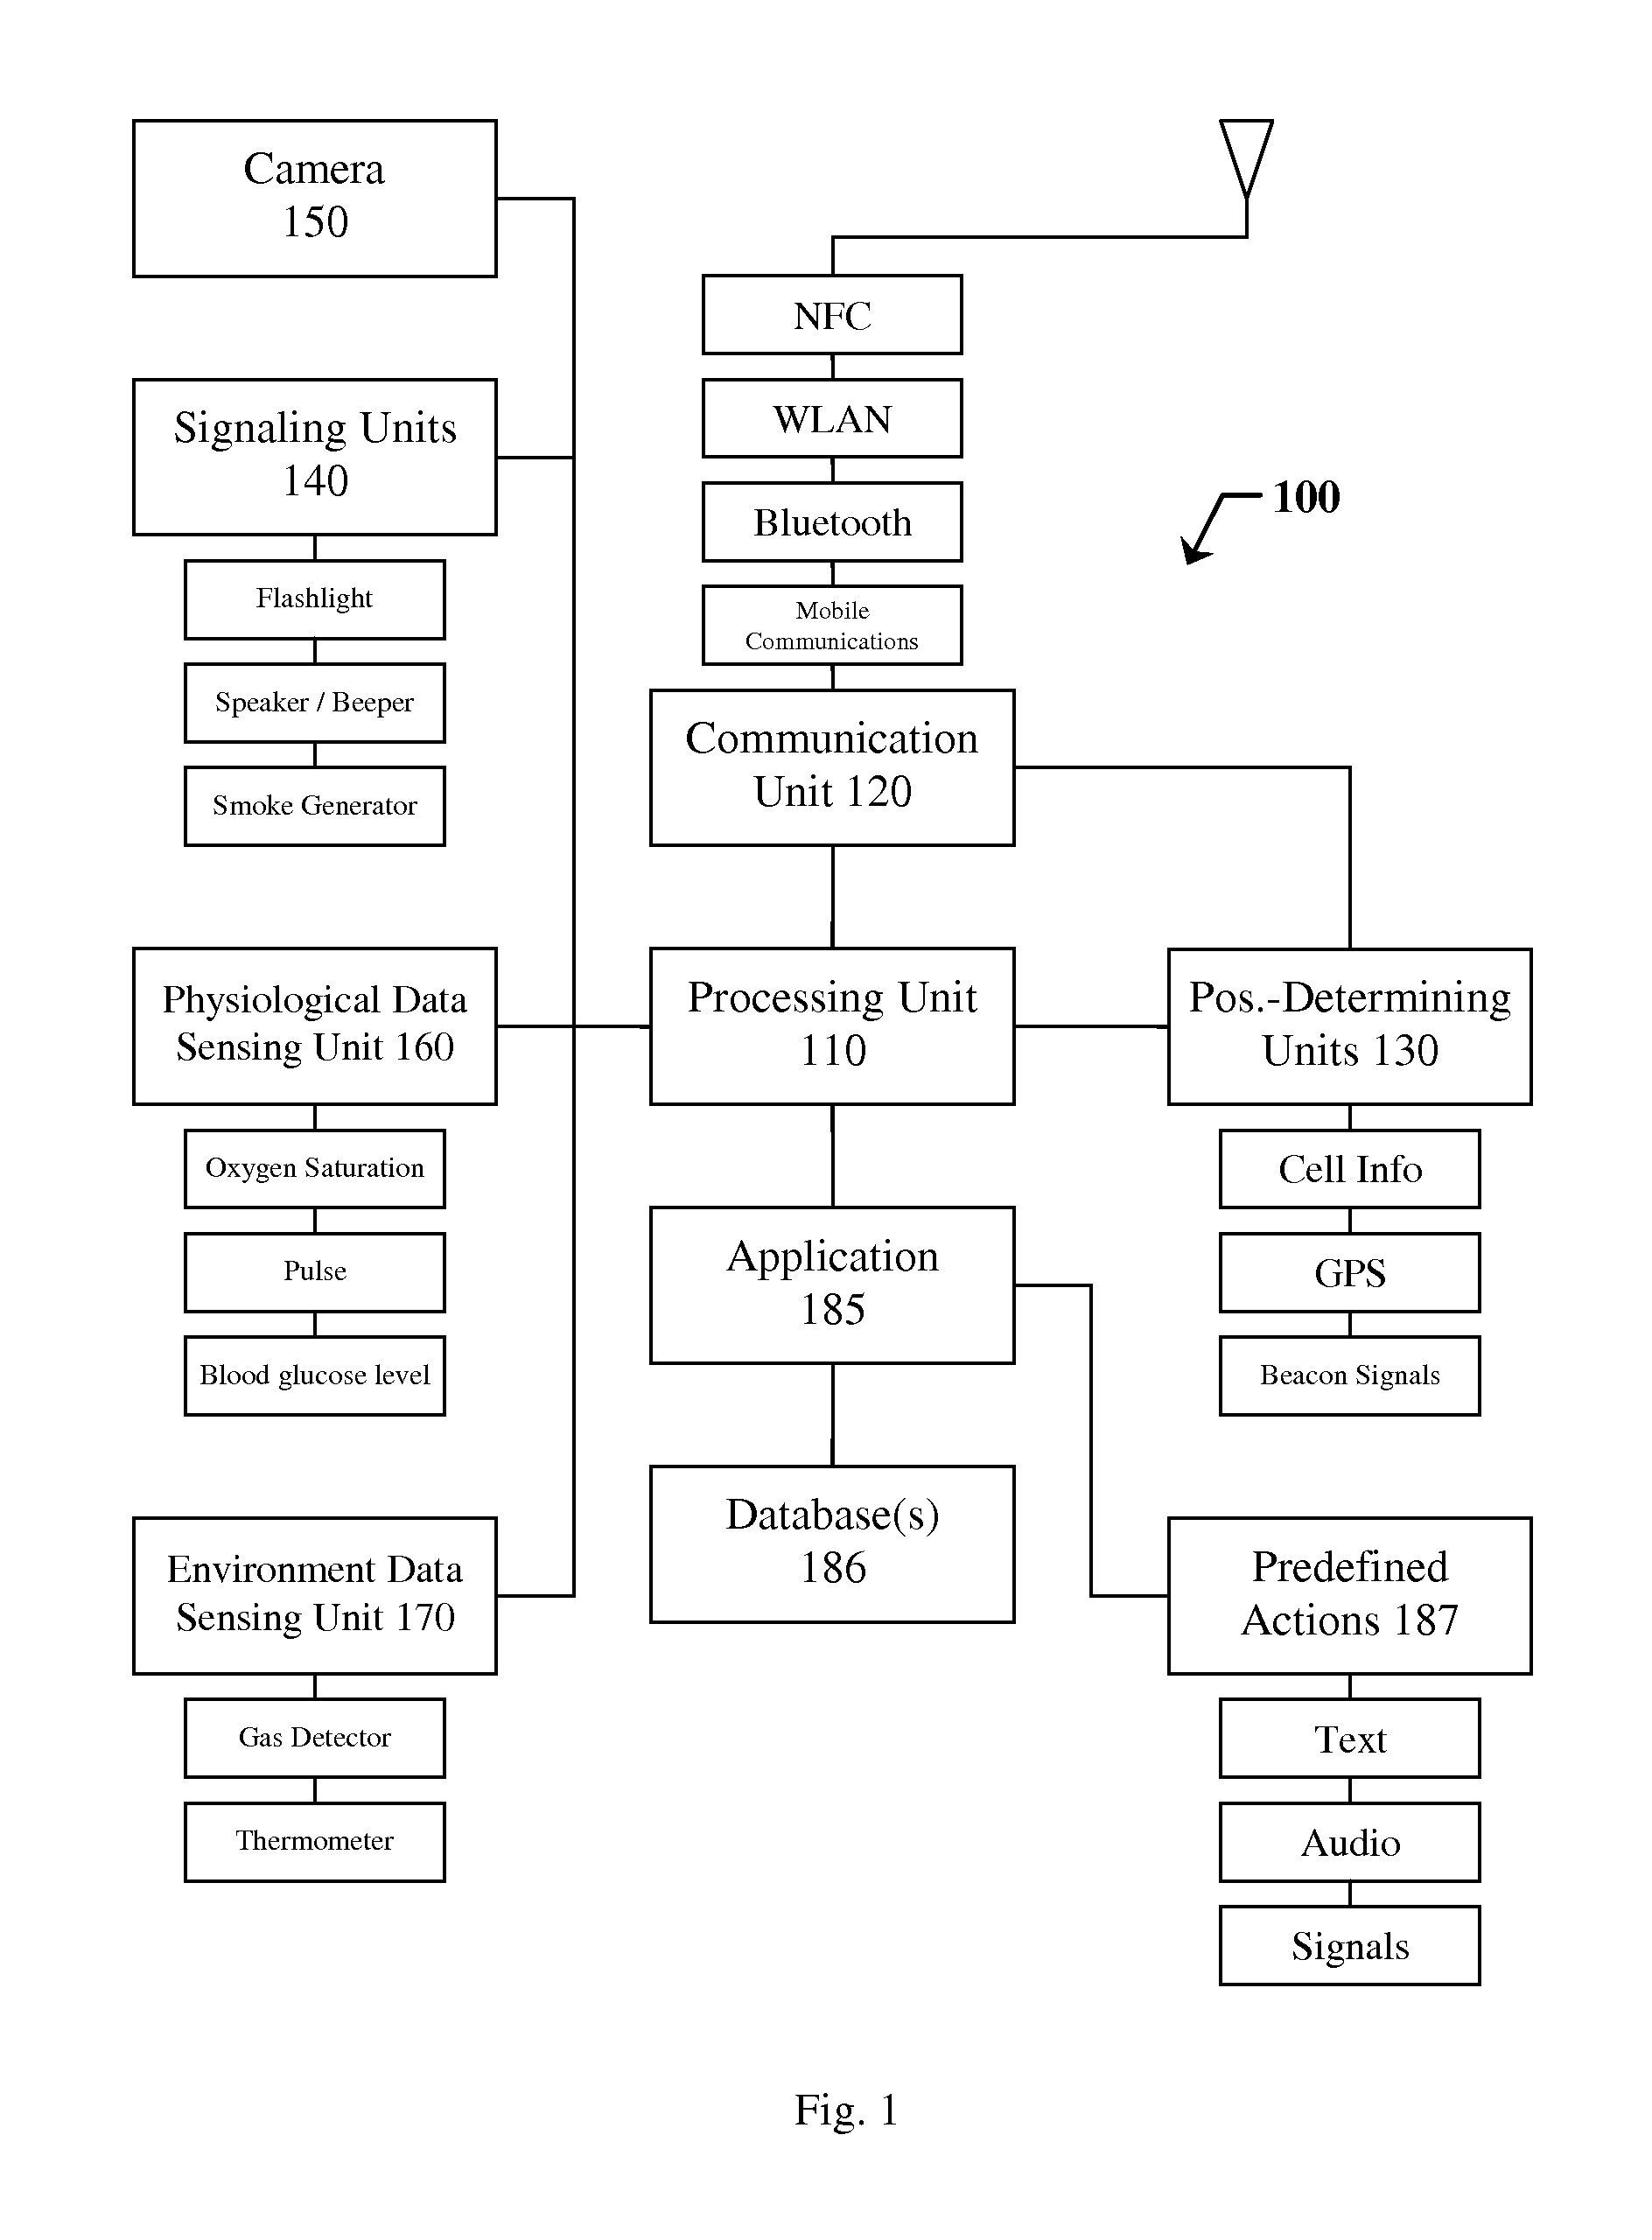 Camera
150
Signaling Units
140
Flashlight
Speaker / Beeper
Smoke Generator
Physiological Data
Sensing Unit 160
Oxygen Saturation
Pulse
Blood glucose level
Environment Data
Sensing Unit 170
Gas Detector
Thermometer
NFC
WLAN
Bluetooth
Mobile
Communications
Communication
Unit 120
Processing Unit
110
Application
185
Database(s)
186
100
Pos.-Determining
Units 130
Cell Info
GPS
Beacon Signals
Predefined
Actions 187
Text
Audio
Signals
Fig. 1